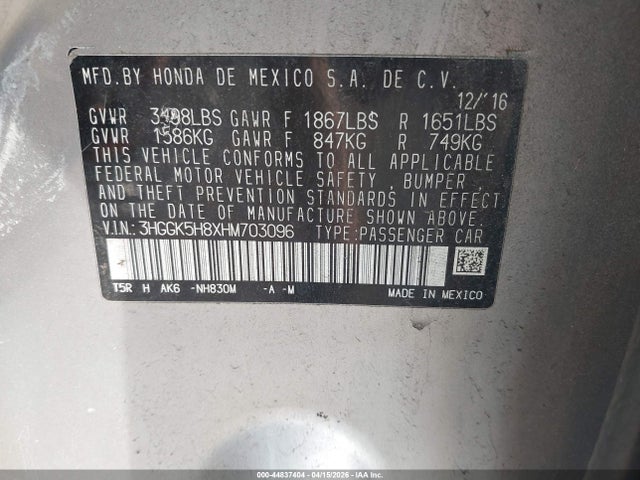 MFD.BY HONDA DE MEXICO S.A. DE C.V.
12/'16
GVWR 3498LBS GAWR F 1867LBS R 1651LBS
GVWR 1586KG GAWR F 847KG R 749KG
THIS VEHICLE CONFORMS TO ALL APPLICABLE
FEDERAL MOTOR VEHICLE SAFETY, BUMPER,
AND THEFT PREVENTION STANDARDS IN EFFECT
ON THE DATE OF MANUFACTURE SHOWN ABOVE.
V.I.N.: 3HGGK5H8XHM703096 TYPE:PASSENGER CAR
T5R H AK6 -NH830M -A -M MADE IN MEXICO
000-44837404 | 04/15/2026 - Copyright © IAA